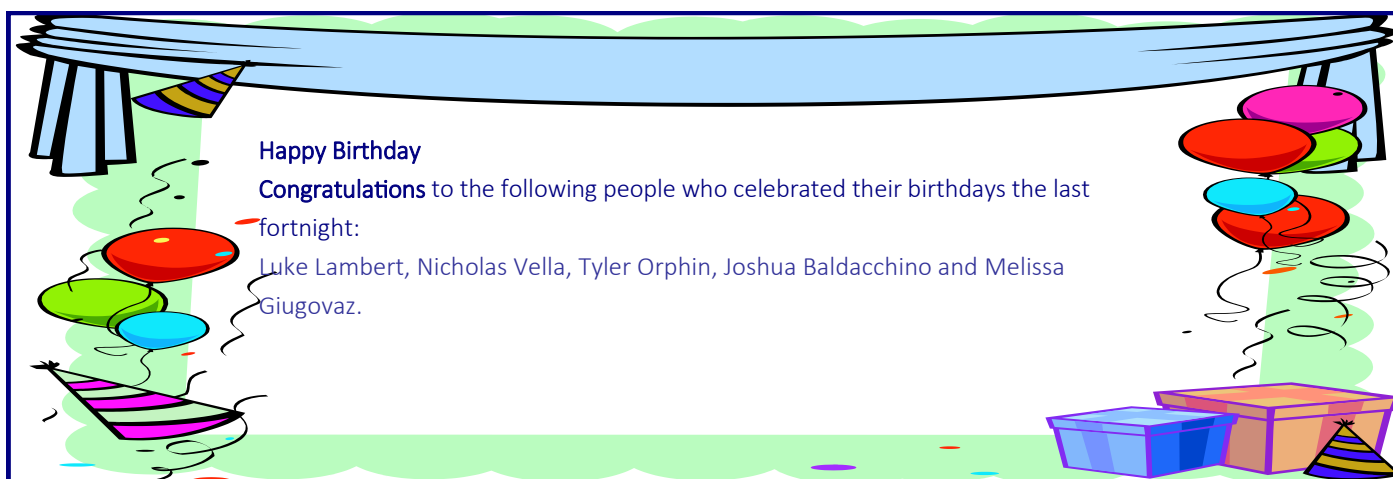 Happy Birthday
Congratulations to the following people who celebrated their birthdays the last
fortnight:
Luke Lambert, Nicholas Vella, Tyler Orphin, Joshua Baldacchino and Melissa
Giugovaz.